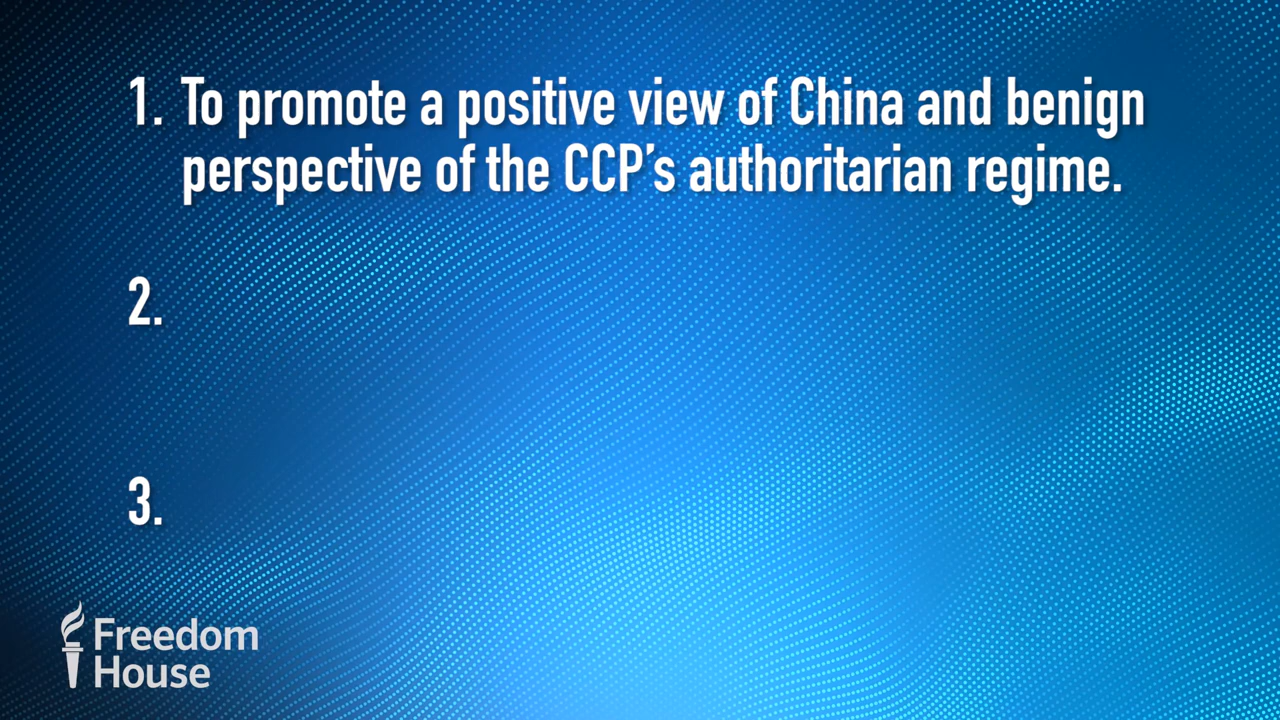 1. To promote a positive view of China and benign
perspective of the CCP’s authoritarian regime.
2.
3.
Freedom
House